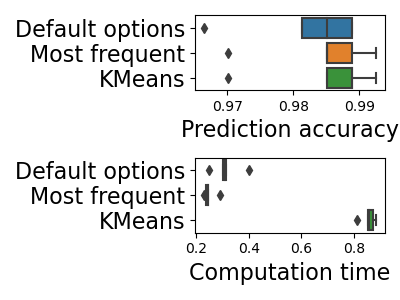 Default options
Most frequent
KMeans
0.97 0.98 0.99
Prediction accuracy
Default options
Most frequent
KMeans
0.2 0.4 0.6 0.8
Computation time